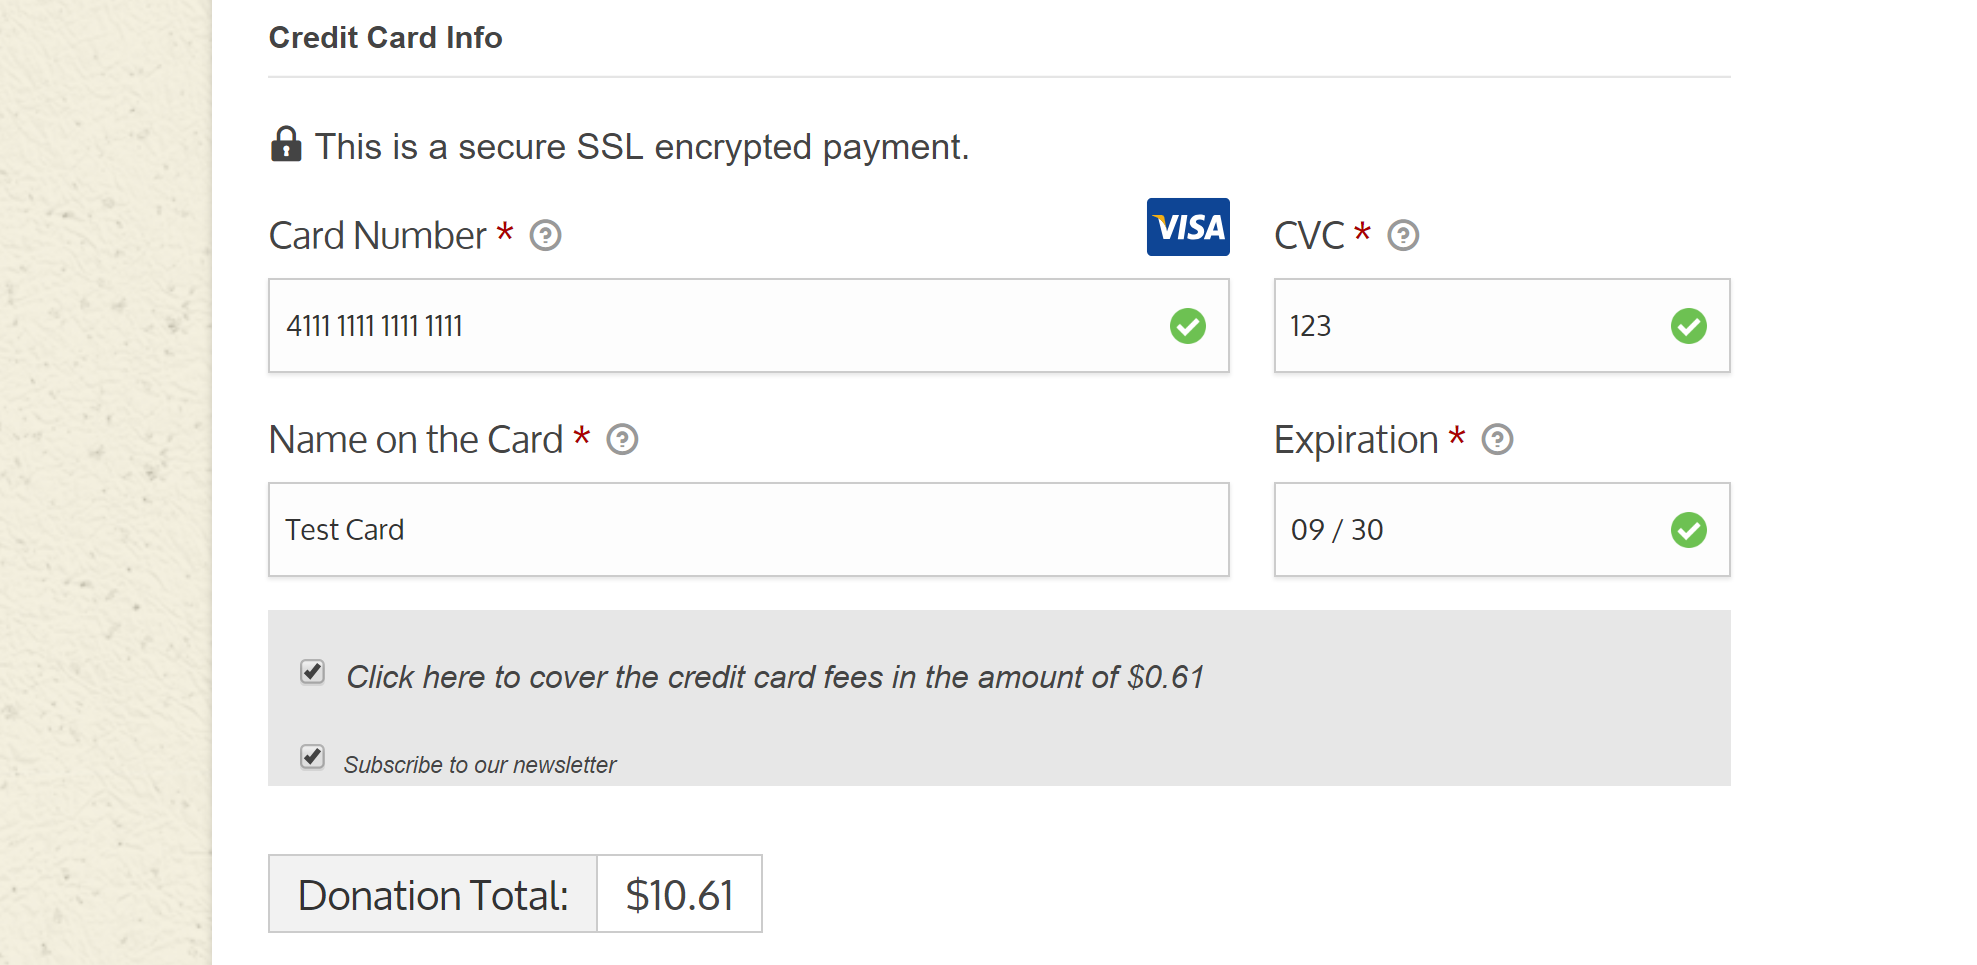 Credit Card Info
This is a secure SSL encrypted payment.
Card Number * ?
VISA
CVC * ?
4111 1111 1111 1111
123
Name on the Card * ?
Expiration * ?
Test Card
09 / 30
Click here to cover the credit card fees in the amount of $0.61
Subscribe to our newsletter
Donation Total: $10.61